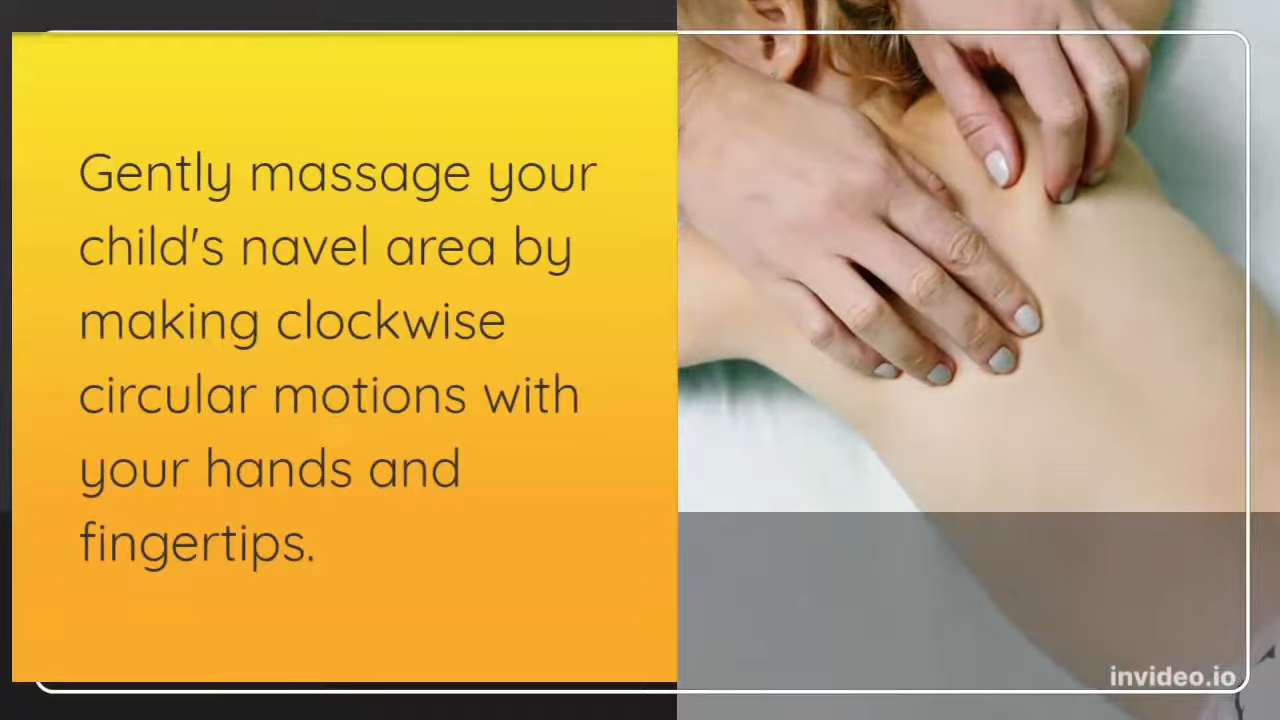 Gently massage your
child's navel area by
making clockwise
circular motions with
your hands and
fingertips.
invideo.io